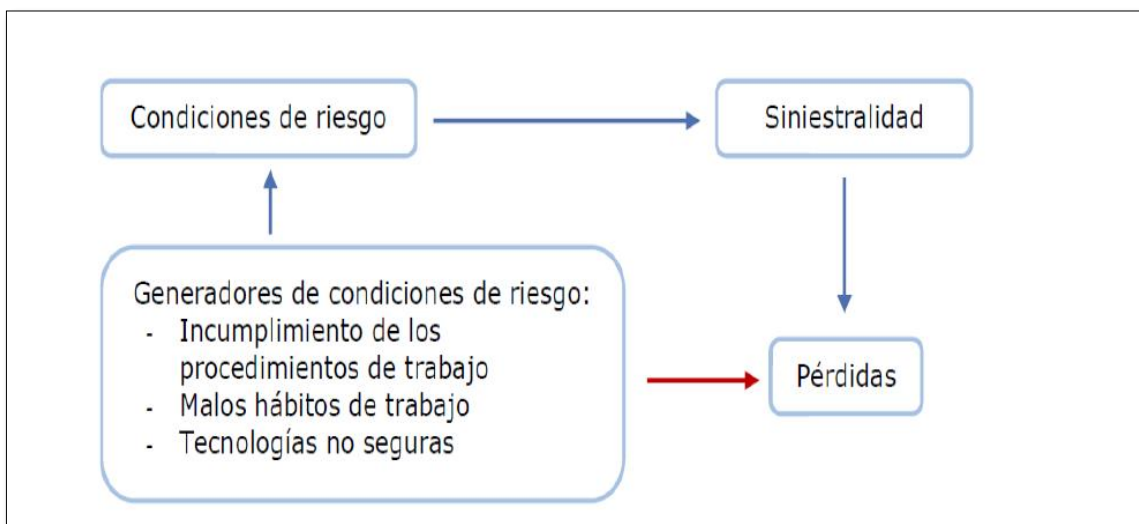 Condiciones de riesgo
Siniestralidad
Generadores de condiciones de riesgo:
- Incumplimiento de los
procedimientos de trabajo
- Malos hábitos de trabajo
- Tecnologías no seguras
Pérdidas